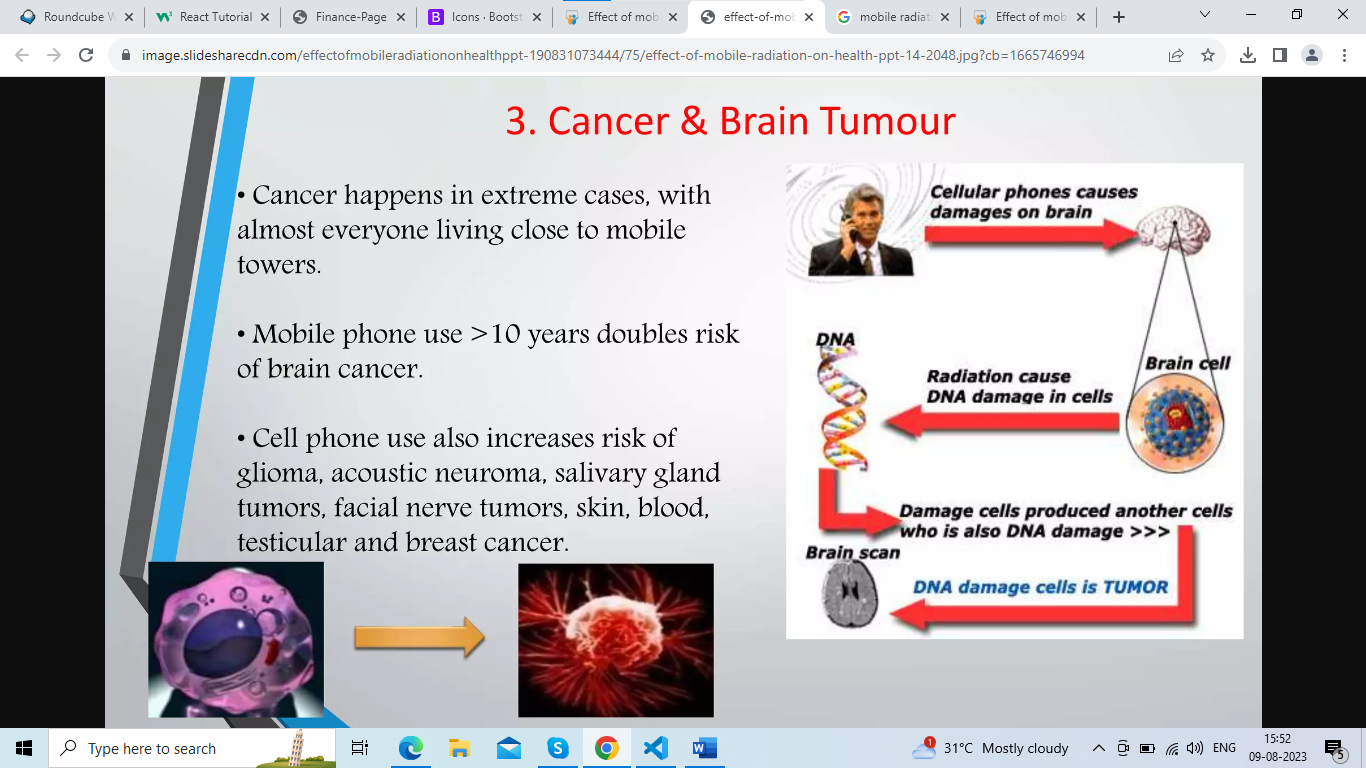 Roundcube W
React Tutorial
Finance-Page
Icons · Bootst
Effect of mob
effect-of-mob
mobile radiat
Effect of mob
image.slidesharecdn.com/effectofmobileradiationonhealthppt-190831073444/75/effect-of-mobile-radiation-on-health-ppt-14-2048.jpg?cb=1665746994
3. Cancer & Brain Tumour
• Cancer happens in extreme cases, with
almost everyone living close to mobile
towers.
• Mobile phone use >10 years doubles risk
of brain cancer.
• Cell phone use also increases risk of
glioma, acoustic neuroma, salivary gland
tumors, facial nerve tumors, skin, blood,
testicular and breast cancer.
Cellular phones causes
damages on brain
DNA
Brain cell
Radiation cause
DNA damage in cells
Damage cells produced another cells
who is also DNA damage >>>
Brain scan
DNA damage cells is TUMOR
Type here to search
1
31°C Mostly cloudy
ENG
15:52
09-08-2023
5